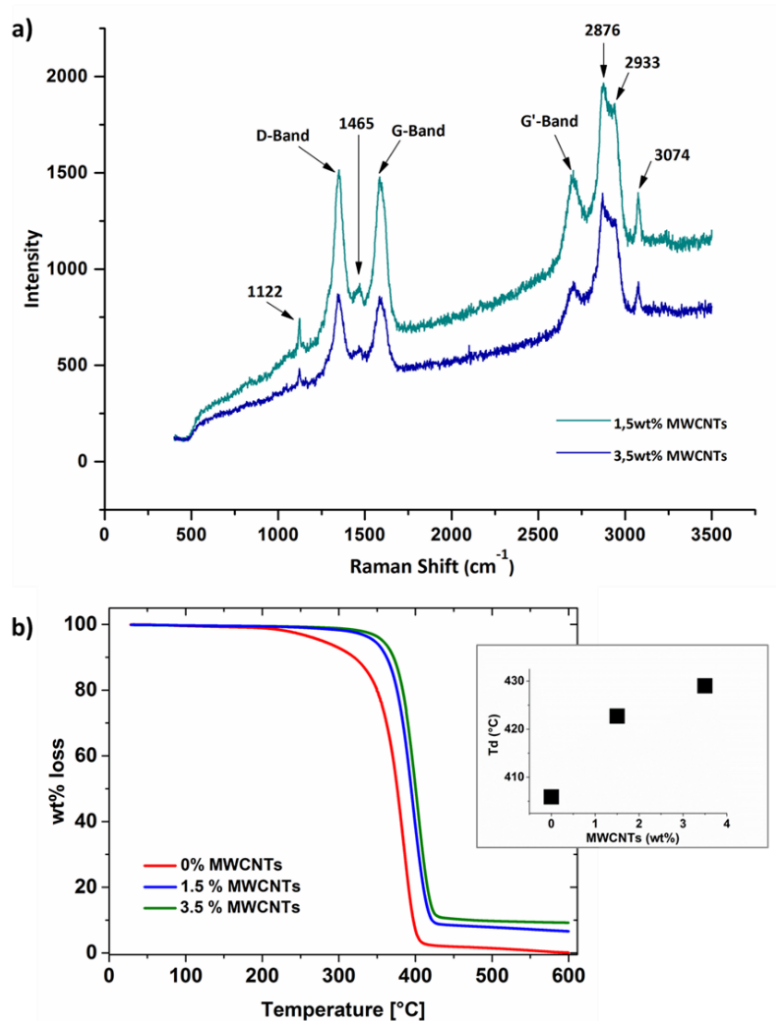 a)
2876
2933
2000
1465
D-Band
G-Band
G'-Band
3074
1500
1122
1000
500
0
Intensity
1,5wt% MWCNTs
3,5wt% MWCNTs
0 500 1000 1500 2000 2500 3000 3500
Raman Shift (cm-1)
b)
100
80
60
40
20
0
wt% loss
0% MWCNTs
1.5 % MWCNTs
3.5 % MWCNTs
0 100 200 300 400 500 600
Temperature [°C]
430
420
410
Td (°C)
0 1 2 3 4
MWCNTs (wt%)